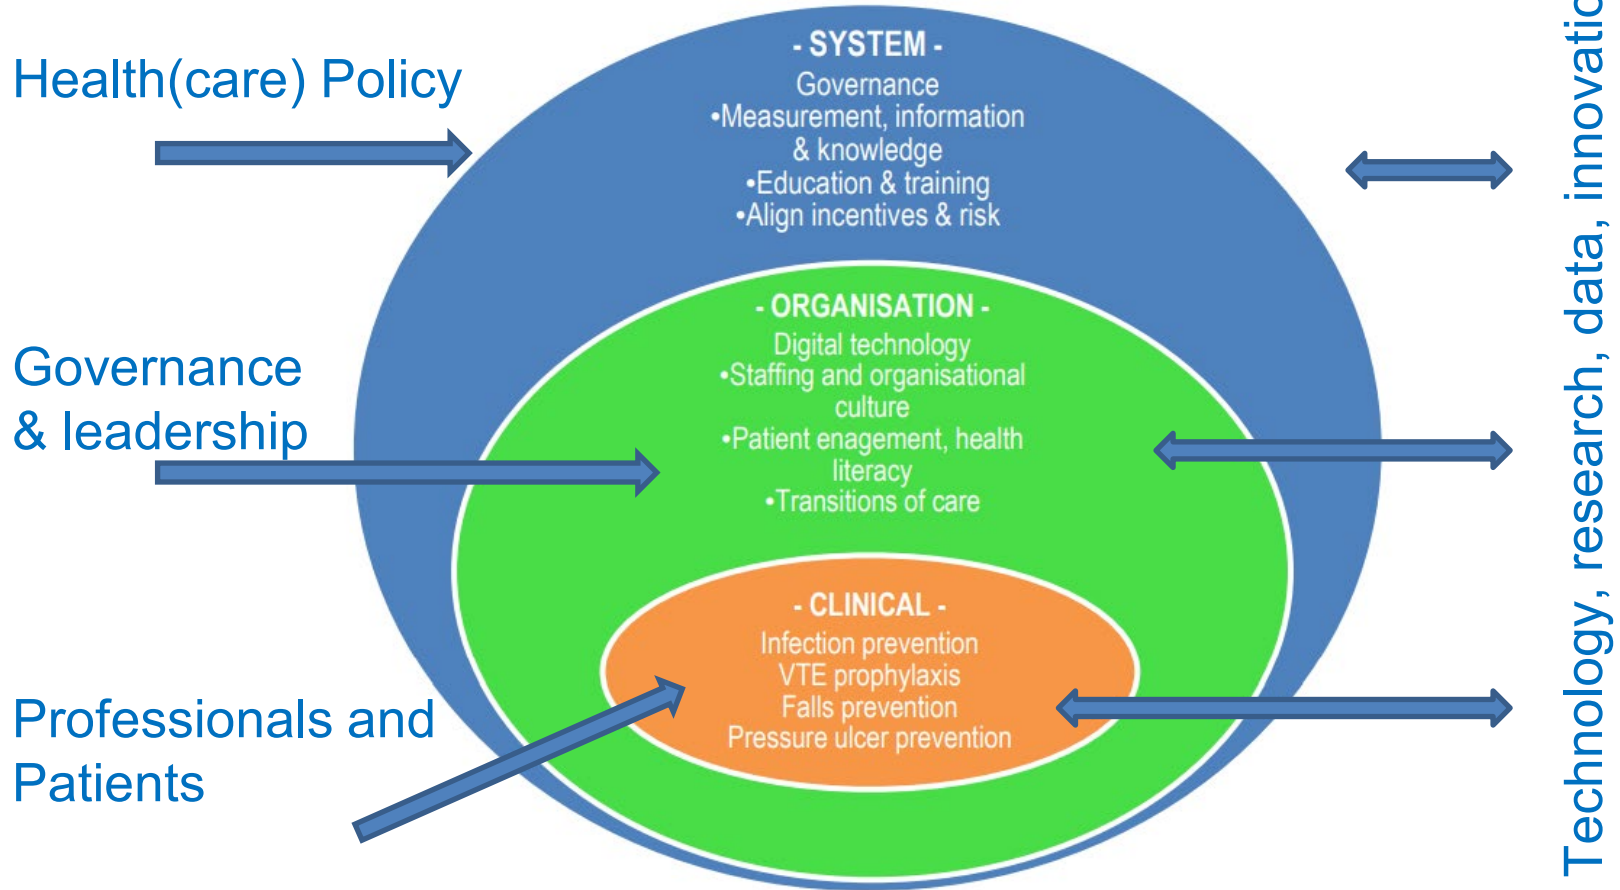 Health(care) Policy
- SYSTEM -
Governance
•Measurement, information
& knowledge
•Education & training
•Align incentives & risk
Governance
& leadership
- ORGANISATION -
Digital technology
•Staffing and organisational
culture
•Patient enagement, health
literacy
•Transitions of care
Professionals and
Patients
- CLINICAL -
Infection prevention
VTE prophylaxis
Falls prevention
Pressure ulcer prevention
Technology, research, data, innovatio